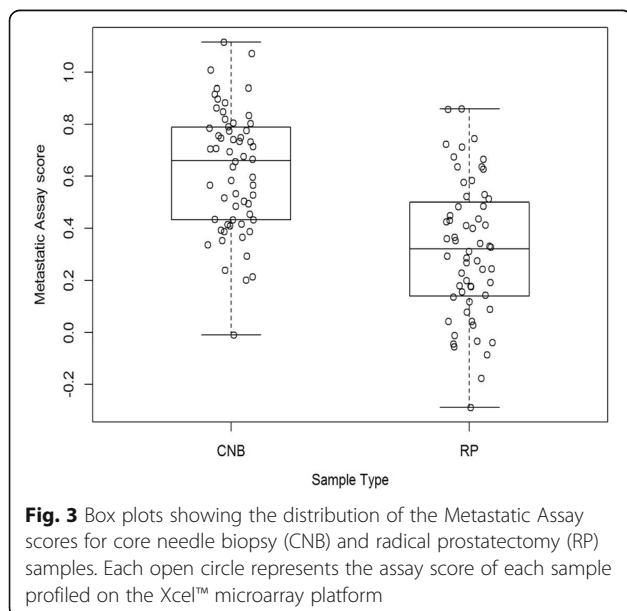 1.0
0.8
0.6
0.4
0.2
0.0
-0.2
Metastatic Assay score
CNB
RP
Sample Type
Fig. 3 Box plots showing the distribution of the Metastatic Assay
scores for core needle biopsy (CNB) and radical prostatectomy (RP)
samples. Each open circle represents the assay score of each sample
profiled on the Xcel™ microarray platform